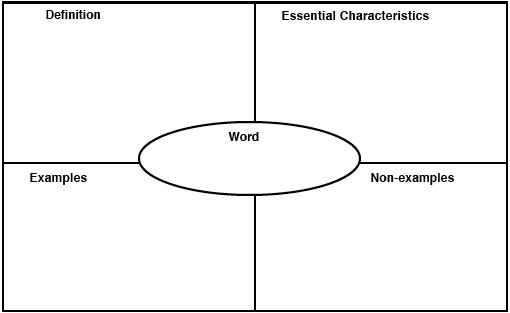 Definition
Essential Characteristics
Word
Examples
Non-examples